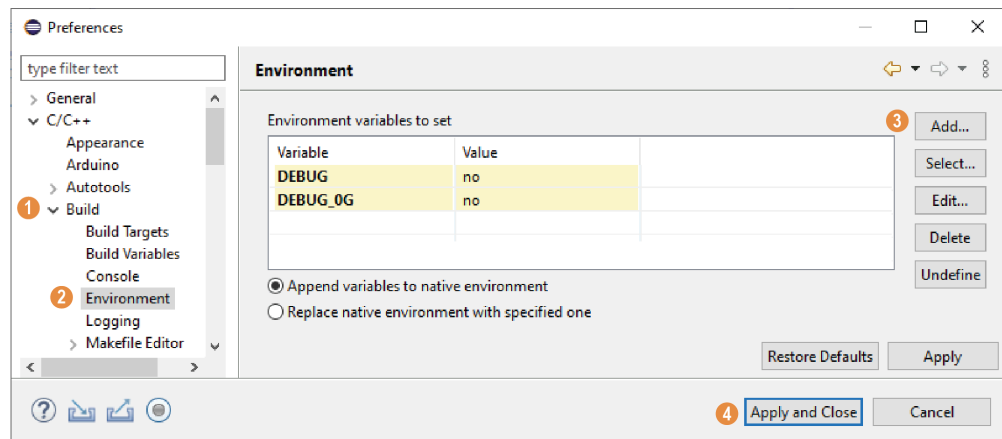 Preferences
type filter text
Environment
General
C/C++
Appearance
Arduino
Autotools
1 Build
Build Targets
Build Variables
Console
2 Environment
Logging
Makefile Editor
Environment variables to set
3 Add...
Variable Value
DEBUG no
DEBUG_0G no
Select...
Edit...
Delete
Undefine
Append variables to native environment
Replace native environment with specified one
Restore Defaults Apply
4 Apply and Close Cancel